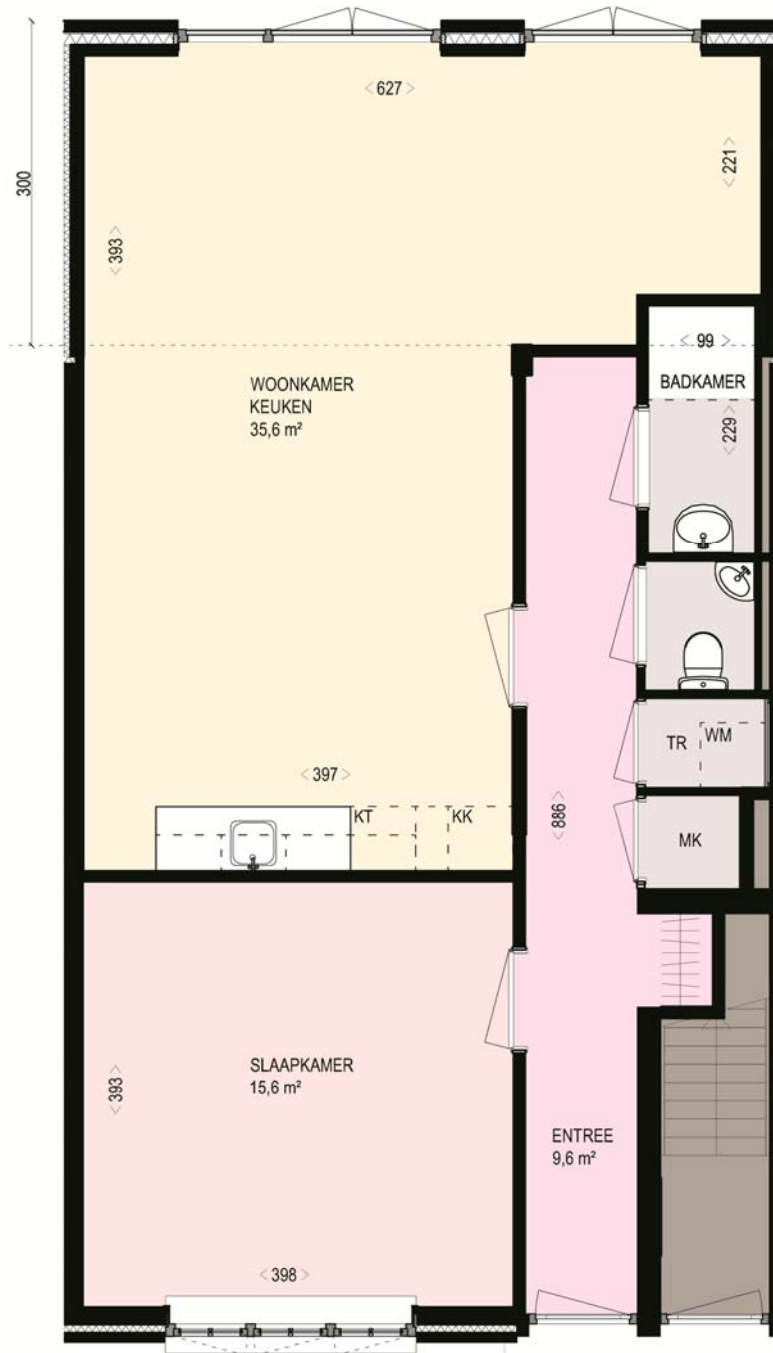 627
221
300
393
99
BADKAMER
WOONKAMER
KEUKEN
35,6 m²
229
TR
WM
397
KT
KK
886
MK
SLAAPKAMER
15,6 m²
393
ENTREE
9,6 m²
398